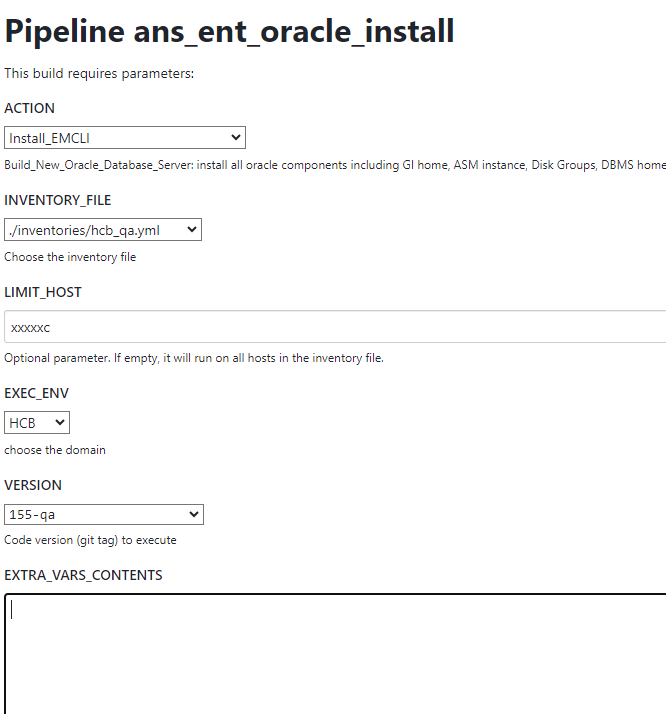 Pipeline ans_ent_oracle_install
This build requires parameters:
ACTION
Install_EMCLI
Build_New_Oracle_Database_Server: install all oracle components including GI home, ASM instance, Disk Groups, DBMS home
INVENTORY_FILE
./inventories/hcb_qa.yml
Choose the inventory file
LIMIT_HOST
xxxxxc
Optional parameter. If empty, it will run on all hosts in the inventory file.
EXEC_ENV
HCB
choose the domain
VERSION
155-qa
Code version (git tag) to execute
EXTRA_VARS_CONTENTS